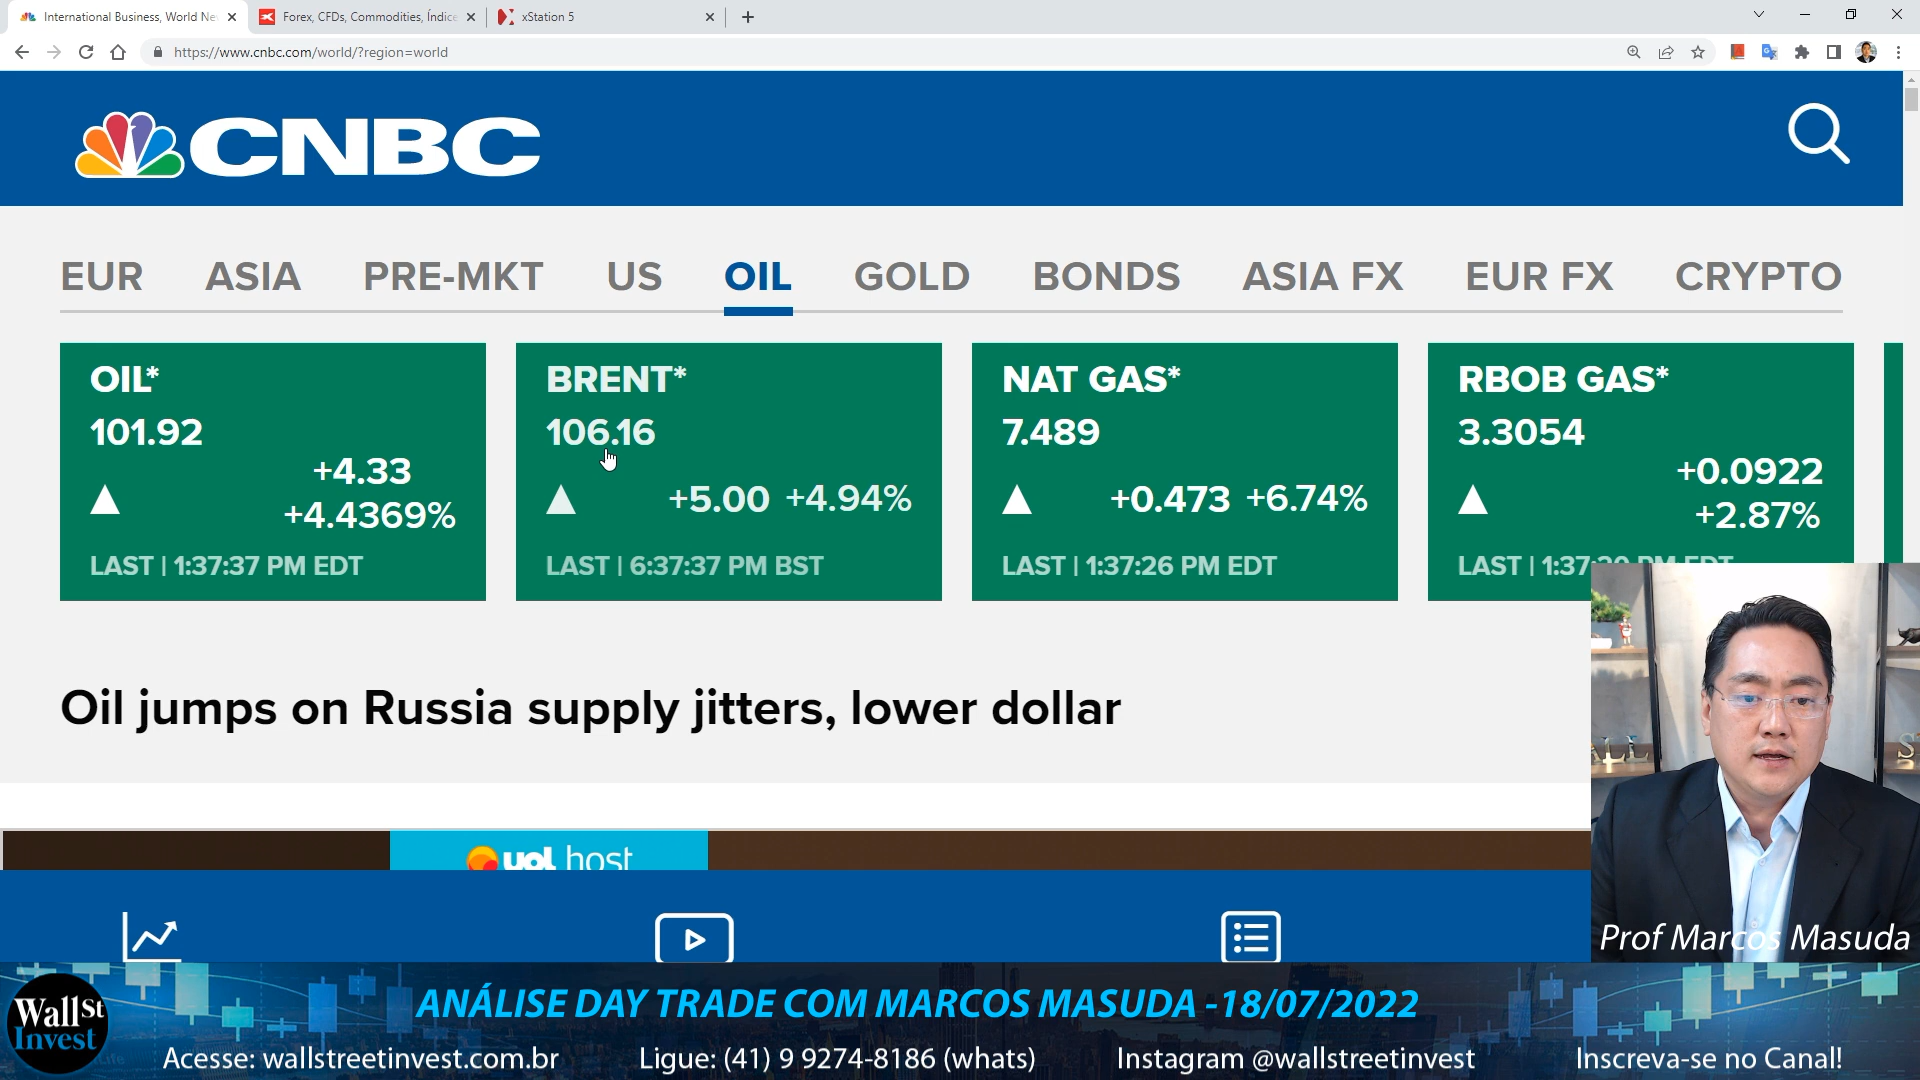 International Business, World Ne
Forex, CFDs, Commodities, Índice
xStation 5
https://www.cnbc.com/world/?region=world
CNBC
EUR ASIA PRE-MKT US OIL GOLD BONDS ASIA FX EUR FX CRYPTO
OIL*
101.92
+4.33
+4.4369%
LAST | 1:37:37 PM EDT
BRENT*
106.16
+5.00 +4.94%
LAST | 6:37:37 PM BST
NAT GAS*
7.489
+0.473 +6.74%
LAST | 1:37:26 PM EDT
RBOB GAS*
3.3054
+0.0922
+2.87%
LAST | 1:37:20 PM EDT
Oil jumps on Russia supply jitters, lower dollar
uol host
Prof Marcos Masuda
Wall St
Invest
ANÁLISE DAY TRADE COM MARCOS MASUDA -18/07/2022
Acesse: wallstreetinvest.com.br Ligue: (41) 9 9274-8186 (whats) Instagram @wallstreetinvest Inscreva-se no Canal!